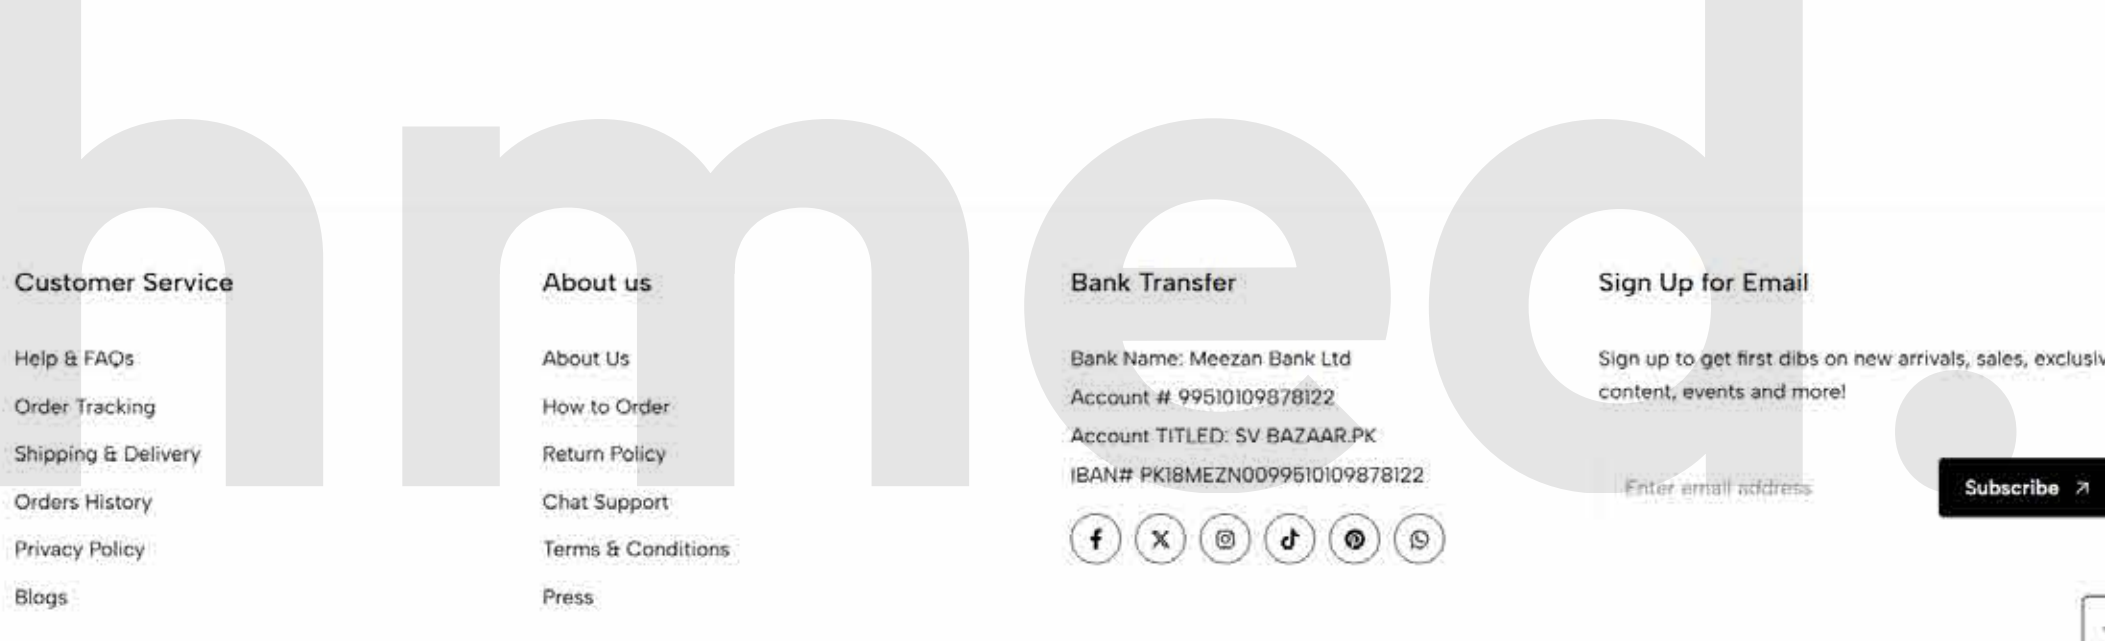 hmed.
Customer Service
Help & FAQs
Order Tracking
Shipping & Delivery
Orders History
Privacy Policy
Blogs
About us
About Us
How to Order
Return Policy
Chat Support
Terms & Conditions
Press
Bank Transfer
Bank Name: Meezan Bank Ltd
Account # 99510109878122
Account TITLED: SV BAZAAR.PK
IBAN# PK18MEZN0099510109878122
Sign Up for Email
Sign up to get first dibs on new arrivals, sales, exclusiv
content, events and more!
Enter email address
Subscribe